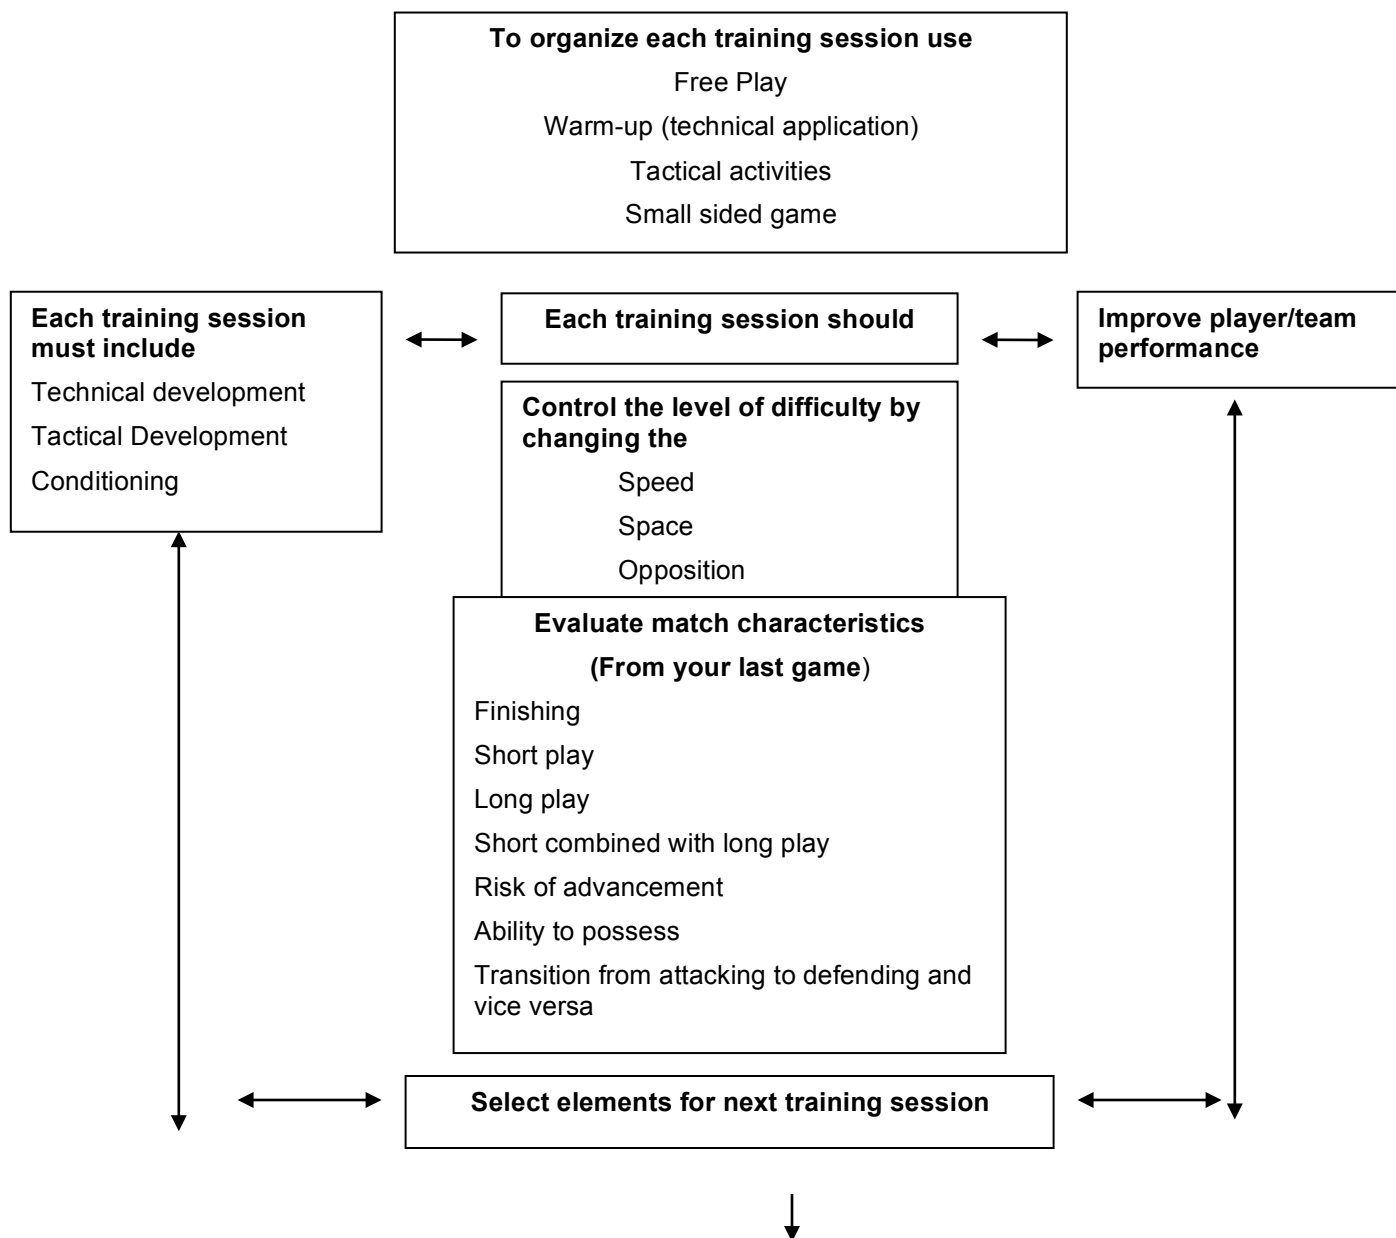 To organize each training session use
Free Play
Warm-up (technical application)
Tactical activities
Small sided game
Each training session
must include
Technical development
Tactical Development
Conditioning
Each training session should
Improve player/team
performance
Control the level of difficulty by
changing the
Speed
Space
Opposition
Evaluate match characteristics
(From your last game)
Finishing
Short play
Long play
Short combined with long play
Risk of advancement
Ability to possess
Transition from attacking to defending and
vice versa
Select elements for next training session